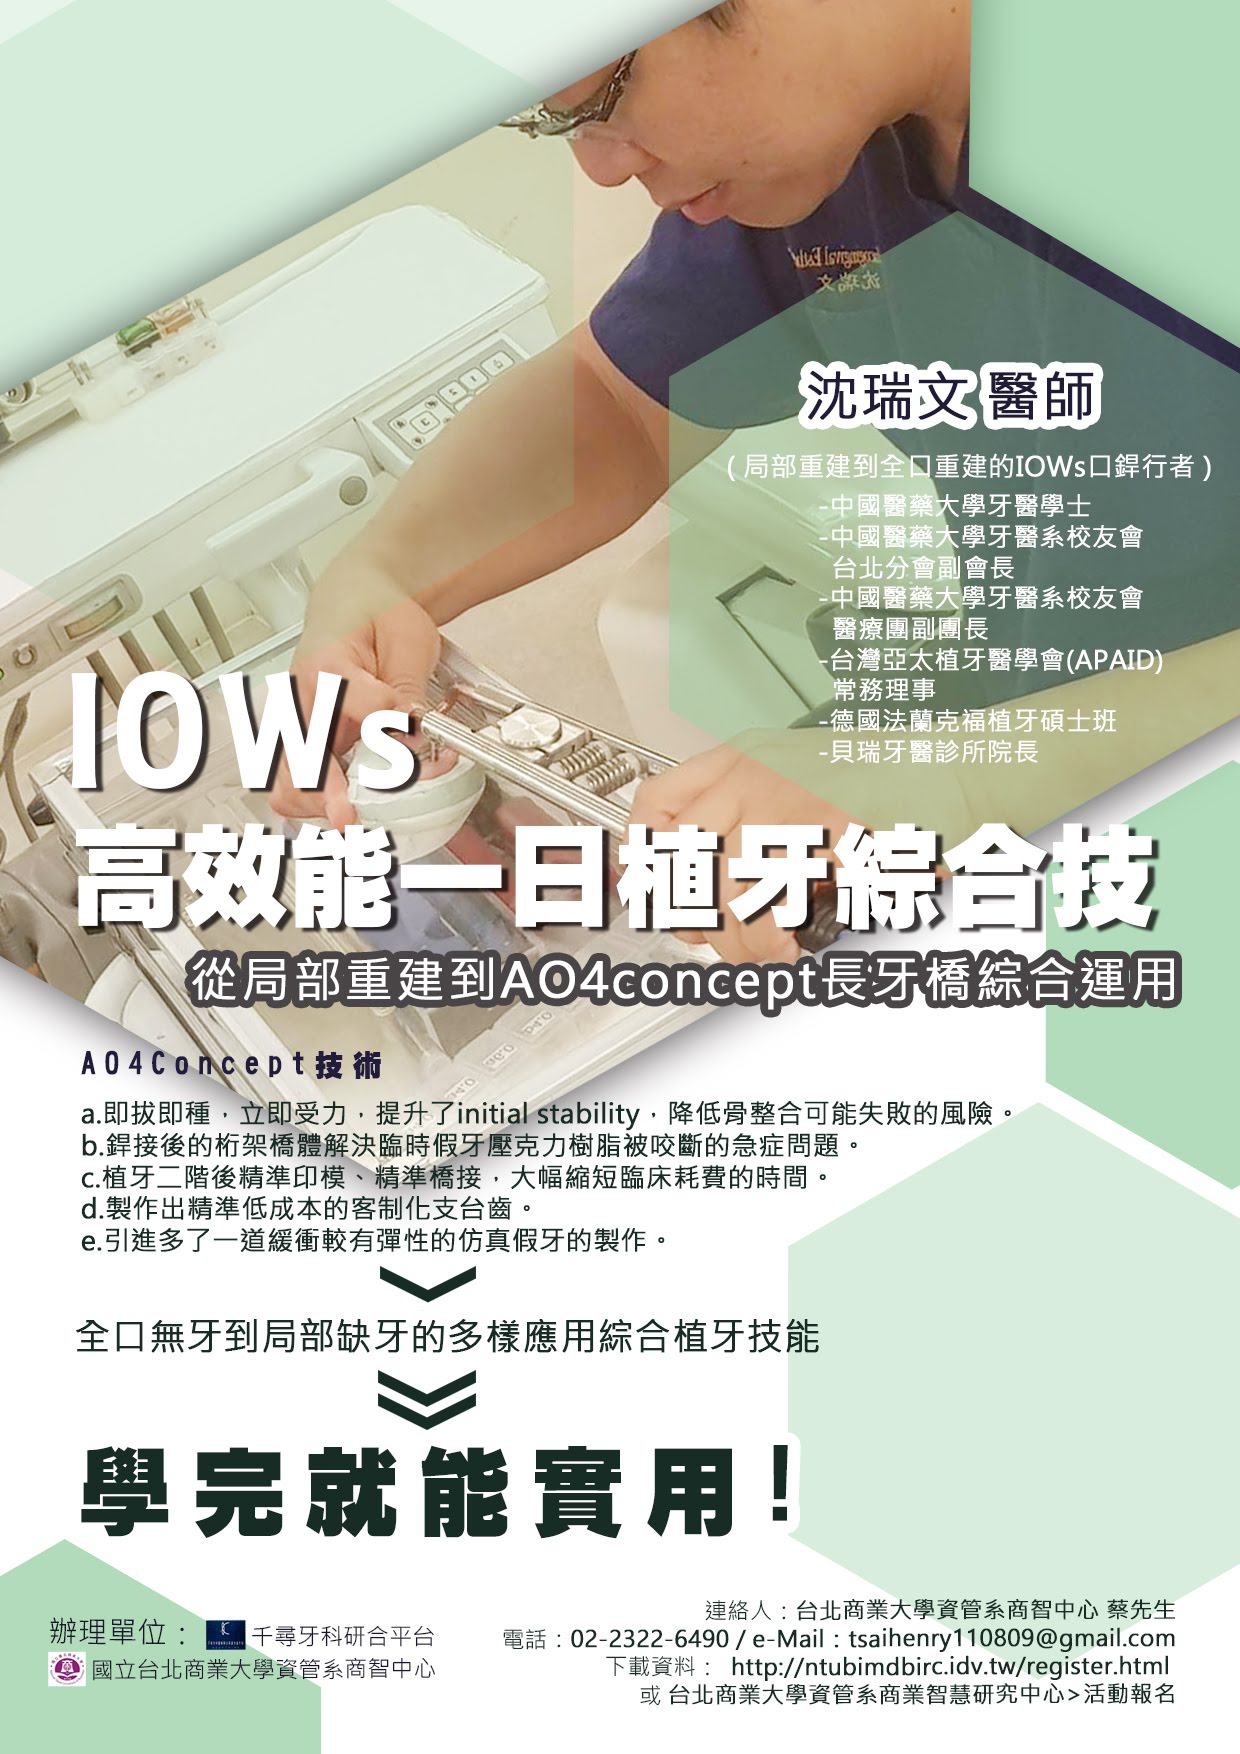 沈瑞文
沈瑞文 醫師
(局部重建到全口重建的IOWs口銲行者)
-中國醫藥大學牙醫學士
-中國醫藥大學牙醫系校友會
台北分會副會長
-中國醫藥大學牙醫系校友會
醫療團副團長
-台灣亞太植牙醫學會(APAID)
常務理事
-德國法蘭克福植牙碩士班
-貝瑞牙醫診所院長
IOWs
高效能一日植牙綜合技
從局部重建到AO4concept長牙橋綜合運用
AO4Concept技術
a.即拔即種，立即受力，提升了initial stability，降低骨整合可能失敗的風險。
b.銲接後的桁架橋體解決臨時假牙壓克力樹脂被咬斷的急症問題。
c.植牙二階後精準印模、精準橋接，大幅縮短臨床耗費的時間。
d.製作出精準低成本的客制化支台齒。
e.引進多了一道緩衝較有彈性的仿真假牙的製作。
全口無牙到局部缺牙的多樣應用綜合植牙技能
學完就能實用!
辦理單位： 千尋牙科研合平台
國立台北商業大學資管系商智中心
連絡人：台北商業大學資管系商智中心 蔡先生
電話：02-2322-6490 / e-Mail：tsaihenry110809@gmail.com
下載資料： http://ntubimdbirc.idv.tw/register.html
或 台北商業大學資管系商業智慧研究中心>活動報名